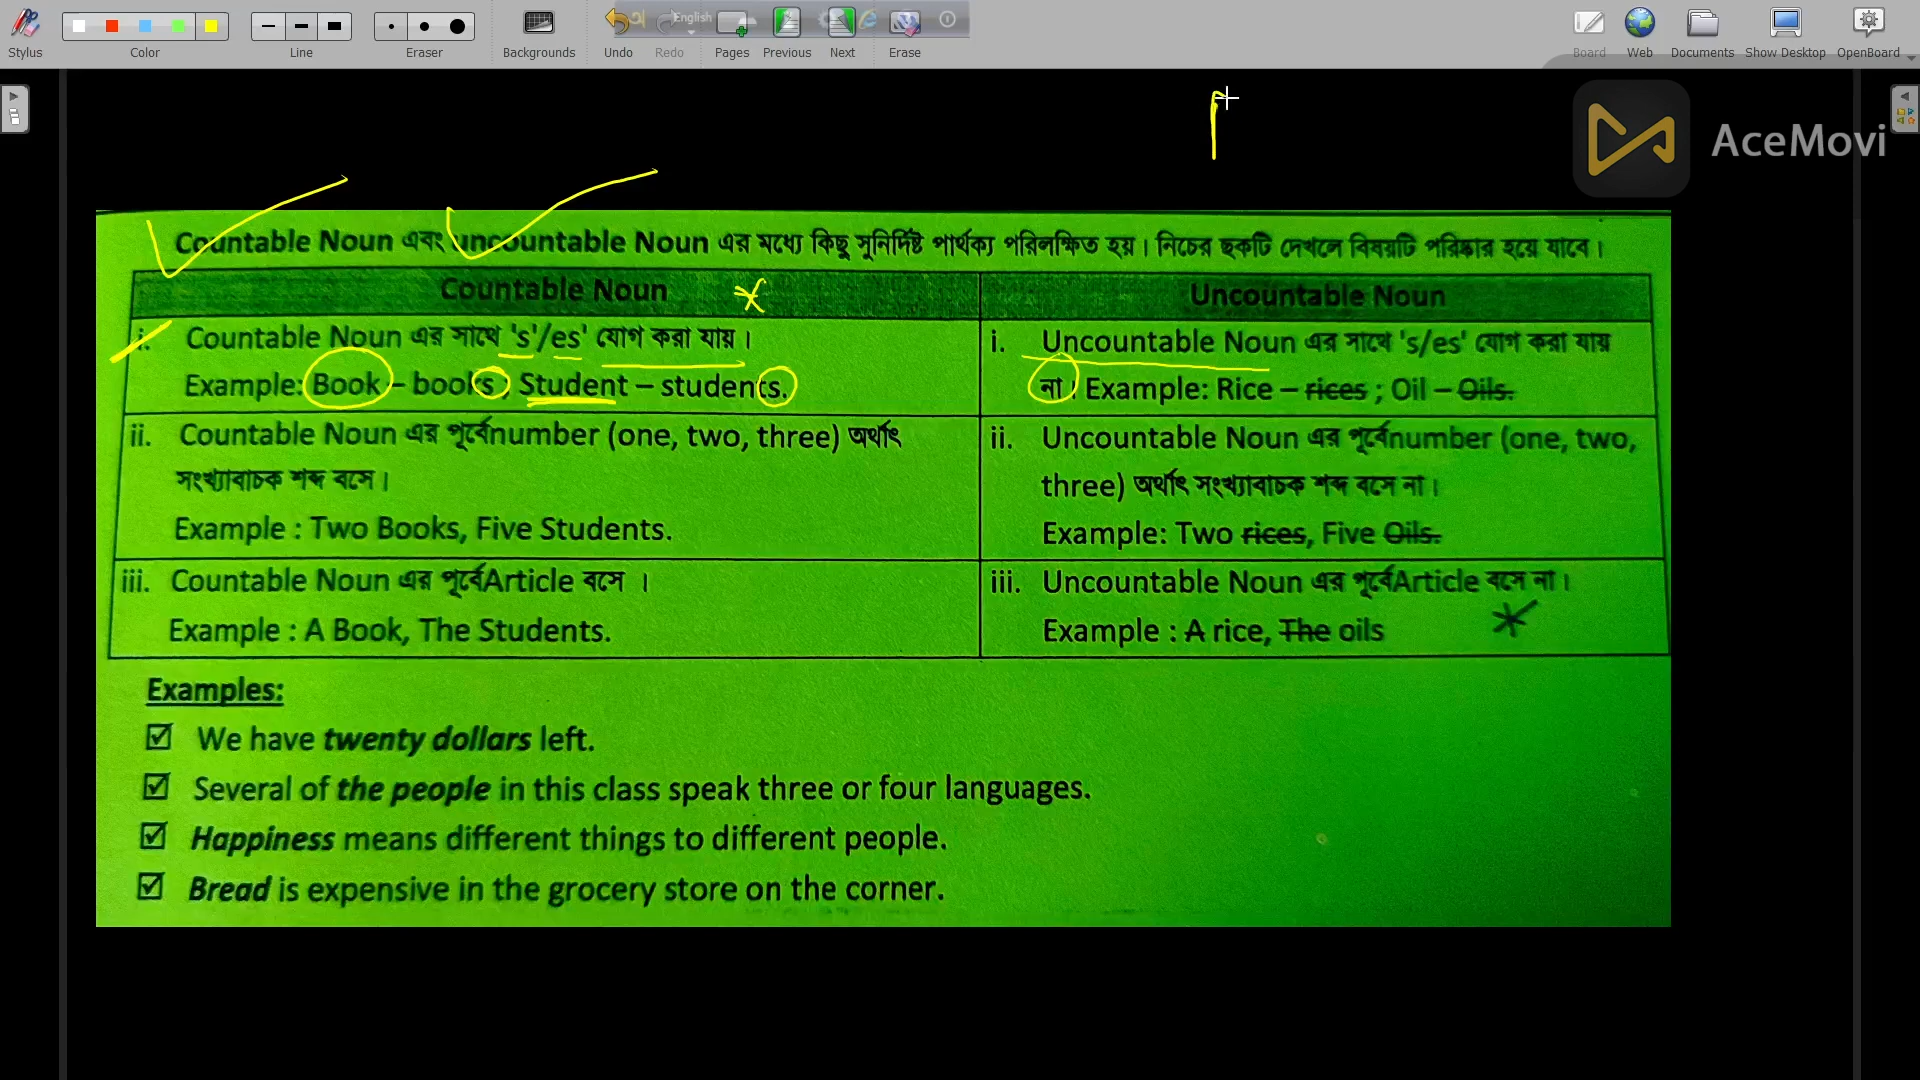 Stylus Color Line Eraser Backgrounds Undo Redo Pages Previous Next Erase Board Web Documents Show Desktop OpenBoard
English
AceMovi
Countable Noun এবং uncountable Noun এর মধ্যে কিছু সুনির্দিষ্ট পার্থক্য পরিলক্ষিত হয়। নিচের ছকটি দেখলে বিষয়টি পরিষ্কার হয়ে যাবে।
Countable Noun
Uncountable Noun
i. Countable Noun এর সাথে 's'/es' যোগ করা যায়।
Example: Book – books ; Student – students.
i. Uncountable Noun এর সাথে 's/es' যোগ করা যায়
না। Example: Rice – rices ; Oil – Oils.
ii. Countable Noun এর পূর্বেnumber (one, two, three) অর্থাৎ
সংখ্যাবাচক শব্দ বসে।
Example : Two Books, Five Students.
ii. Uncountable Noun এর পূর্বেnumber (one, two,
three) অর্থাৎ সংখ্যাবাচক শব্দ বসে না।
Example: Two rices, Five Oils.
iii. Countable Noun এর পূর্বেArticle বসে ।
Example : A Book, The Students.
iii. Uncountable Noun এর পূর্বেArticle বসে না।
Example : A rice, The oils
Examples:
We have twenty dollars left.
Several of the people in this class speak three or four languages.
Happiness means different things to different people.
Bread is expensive in the grocery store on the corner.